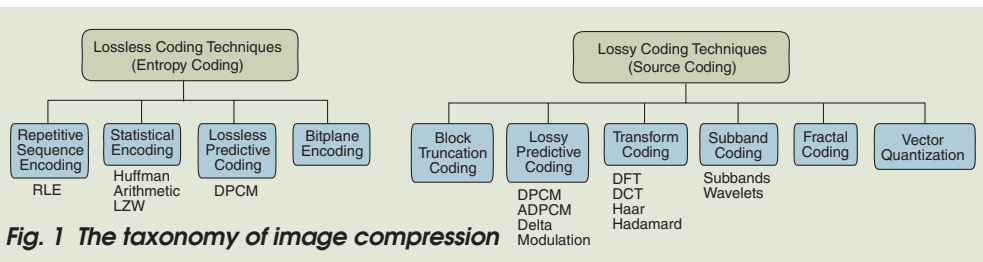 Lossless Coding Techniques
(Entropy Coding)
Repetitive
Sequence
Encoding
RLE
Statistical
Encoding
Huffman
Arithmetic
LZW
Lossless
Predictive
Coding
DPCM
Bitplane
Encoding
Lossy Coding Techniques
(Source Coding)
Block
Truncation
Coding
Lossy
Predictive
Coding
DPCM
ADPCM
Delta
Modulation
Transform
Coding
DFT
DCT
Haar
Hadamard
Subband
Coding
Subbands
Wavelets
Fractal
Coding
Vector
Quantization
Fig. 1 The taxonomy of image compression